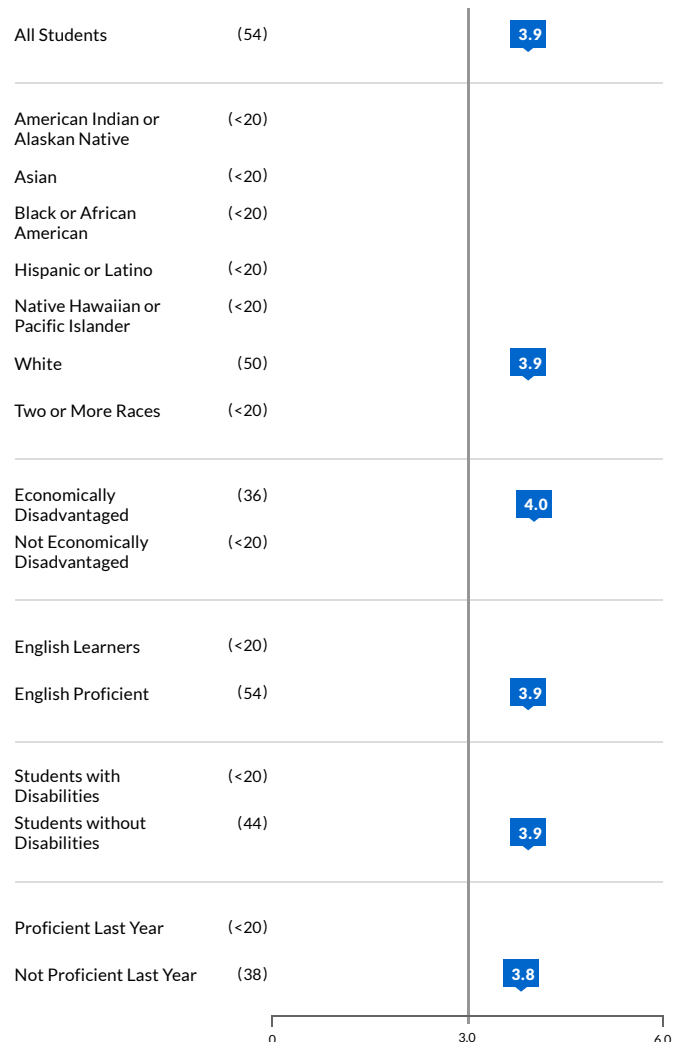 All Students (54) 3.9
American Indian or (<20)
Alaskan Native
Asian (<20)
Black or African (<20)
American
Hispanic or Latino (<20)
Native Hawaiian or (<20)
Pacific Islander
White (50) 3.9
Two or More Races (<20)
Economically (36) 4.0
Disadvantaged
Not Economically (<20)
Disadvantaged
English Learners (<20)
English Proficient (54) 3.9
Students with (<20)
Disabilities
Students without (44) 3.9
Disabilities
Proficient Last Year (<20)
Not Proficient Last Year (38) 3.8
0 3.0 6.0